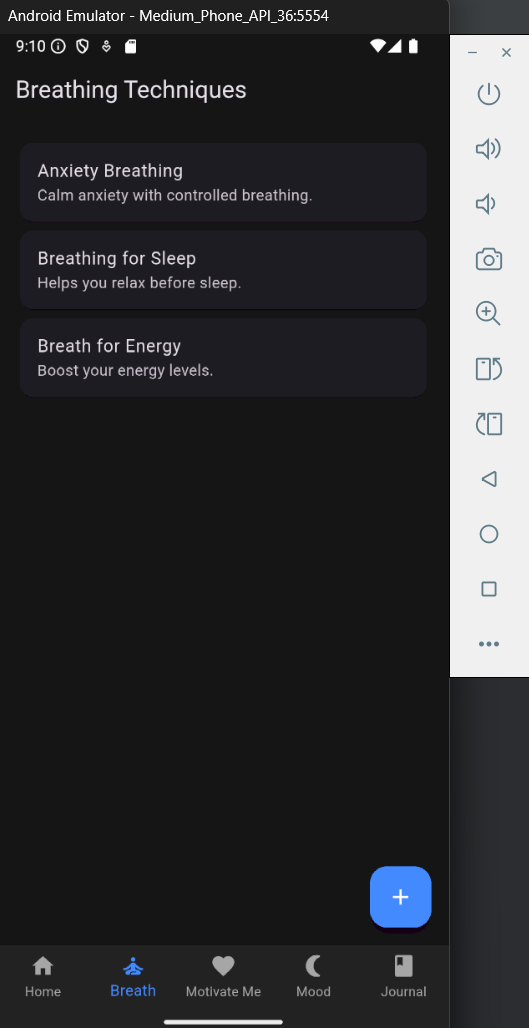 Android Emulator - Medium_Phone_API_36:5554
9:10
Breathing Techniques
Anxiety Breathing
Calm anxiety with controlled breathing.
Breathing for Sleep
Helps you relax before sleep.
Breath for Energy
Boost your energy levels.
Home
Breath
Motivate Me
Mood
Journal